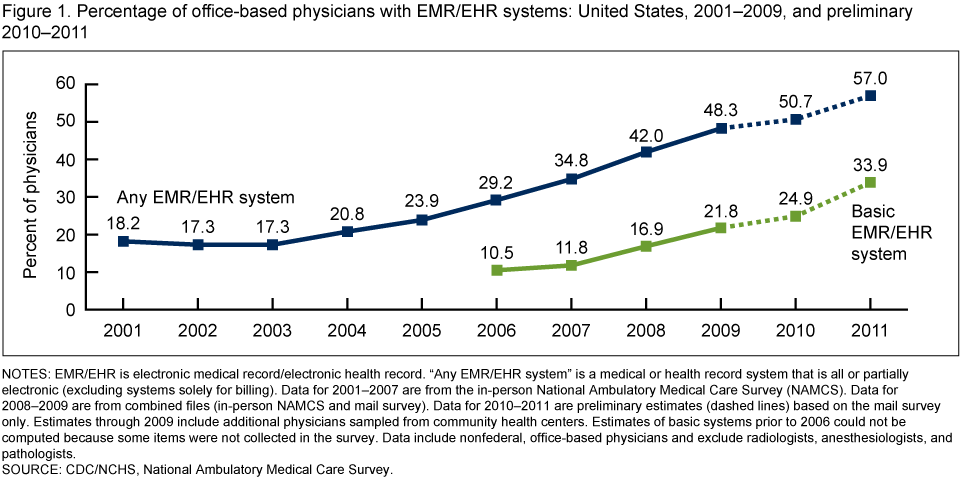 Figure 1. Percentage of office-based physicians with EMR/EHR systems: United States, 2001–2009, and preliminary
2010–2011
Percent of physicians
60
50
40
30
20
10
0
Any EMR/EHR system
18.2
17.3
17.3
20.8
23.9
29.2
34.8
42.0
48.3
50.7
57.0
10.5
11.8
16.9
21.8
24.9
33.9
Basic
EMR/EHR
system
2001
2002
2003
2004
2005
2006
2007
2008
2009
2010
2011
NOTES: EMR/EHR is electronic medical record/electronic health record. “Any EMR/EHR system” is a medical or health record system that is all or partially
electronic (excluding systems solely for billing). Data for 2001–2007 are from the in-person National Ambulatory Medical Care Survey (NAMCS). Data for
2008–2009 are from combined files (in-person NAMCS and mail survey). Data for 2010–2011 are preliminary estimates (dashed lines) based on the mail survey
only. Estimates through 2009 include additional physicians sampled from community health centers. Estimates of basic systems prior to 2006 could not be
computed because some items were not collected in the survey. Data include nonfederal, office-based physicians and exclude radiologists, anesthesiologists, and
pathologists.
SOURCE: CDC/NCHS, National Ambulatory Medical Care Survey.